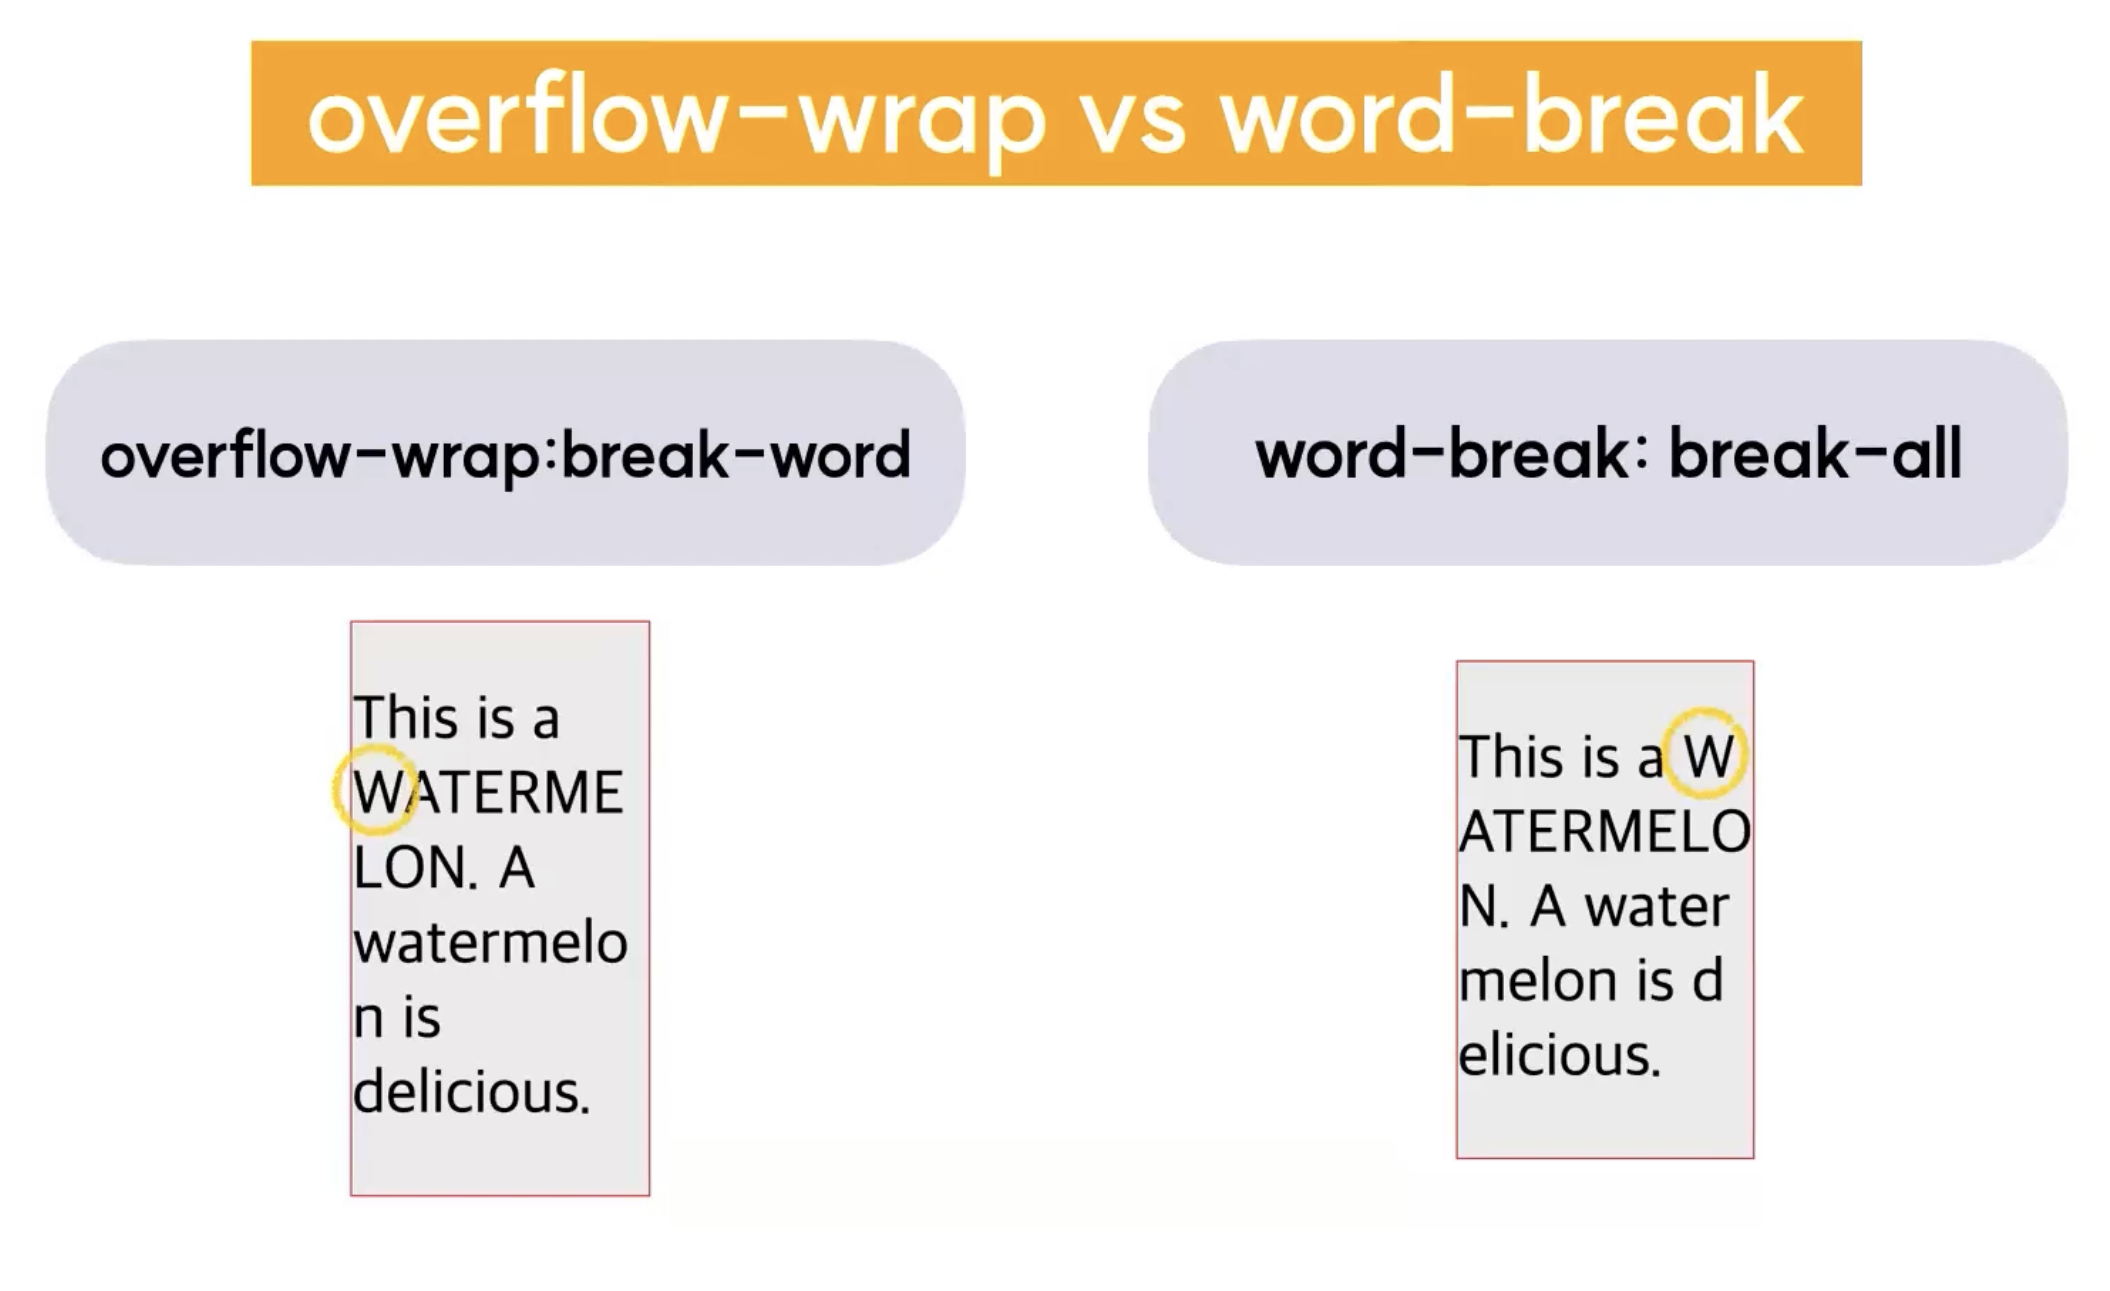 overflow-wrap vs word-break
overflow-wrap:break-word
word-break: break-all
This is a
WATERME
LON. A
watermelo
n is
delicious.
This is a W
ATERMELO
N. A water
melon is d
elicious.